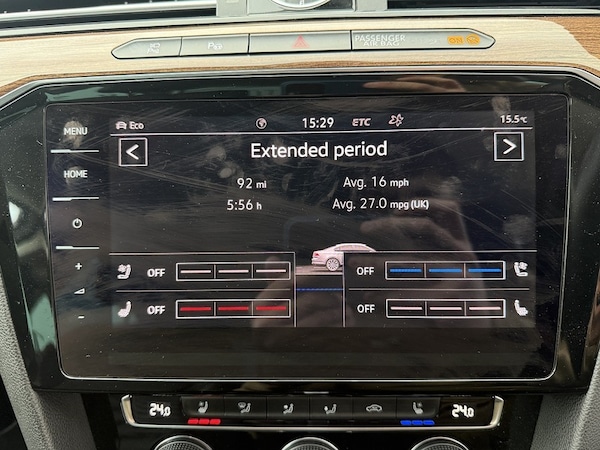 PASSENGER
AIR BAG
MENU
HOME
Eco
15:29
ETC
15.5°C
Extended period
92 mi
Avg. 16 mph
5:56 h
Avg. 27.0 mpg (UK)
OFF
OFF
OFF
OFF
24.0
24.0